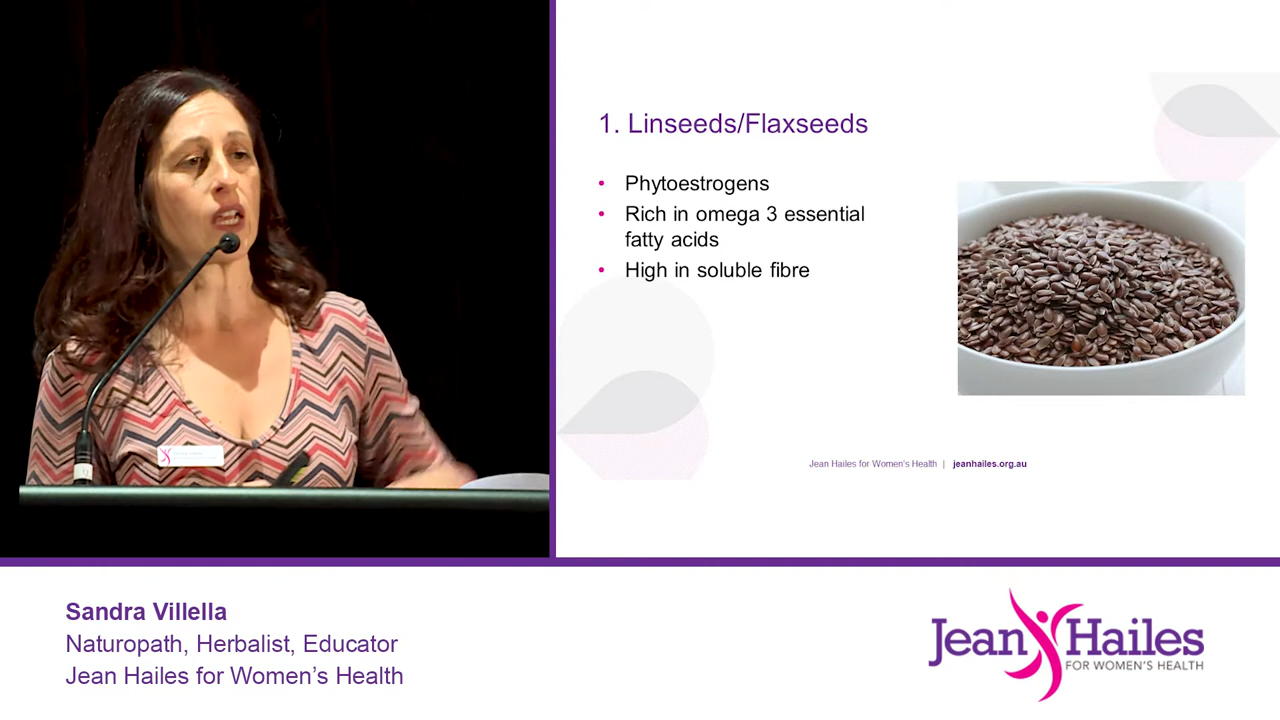 1. Linseeds/Flaxseeds
• Phytoestrogens
• Rich in omega 3 essential
fatty acids
• High in soluble fibre
Jean Hailes for Women's Health | jeanhailes.org.au
Sandra Villella
Naturopath, Herbalist, Educator
Jean Hailes for Women's Health
Jean Hailes
FOR WOMEN'S HEALTH